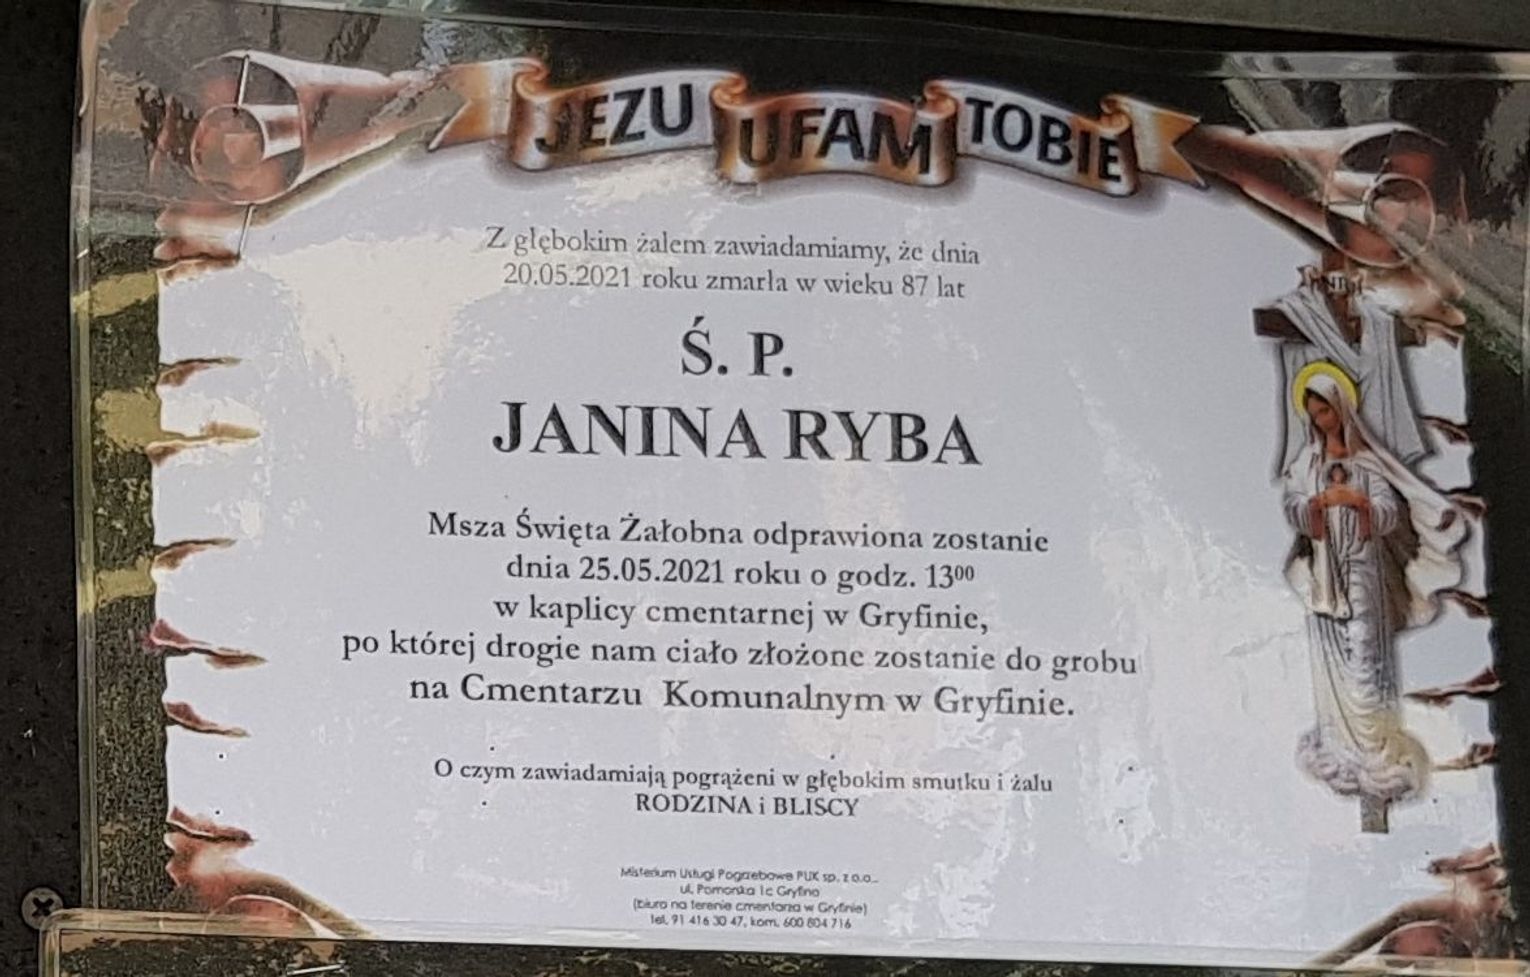 JEZU UFAM TOBIE
Z głębokim żalem zawiadamiamy, że dnia
20.05.2021 roku zmarła w wieku 87 lat
Ś. P.
JANINA RYBA
Msza Święta Żałobna odprawiona zostanie
dnia 25.05.2021 roku o godz. 13⁰⁰
w kaplicy cmentarnej w Gryfinie,
po której drogie nam ciało złożone zostanie do grobu
na Cmentarzu Komunalnym w Gryfinie.
O czym zawiadamiają pogrążeni w głębokim smutku i żalu
RODZINA i BLISCY
Misterium Usługi Pogrzebowe PUK sp. z o.o.
ul. Pomorska 1c Gryfino
(biuro na terenie cmentarza w Gryfinie)
tel. 91 416 30 47, kom. 600 804 716